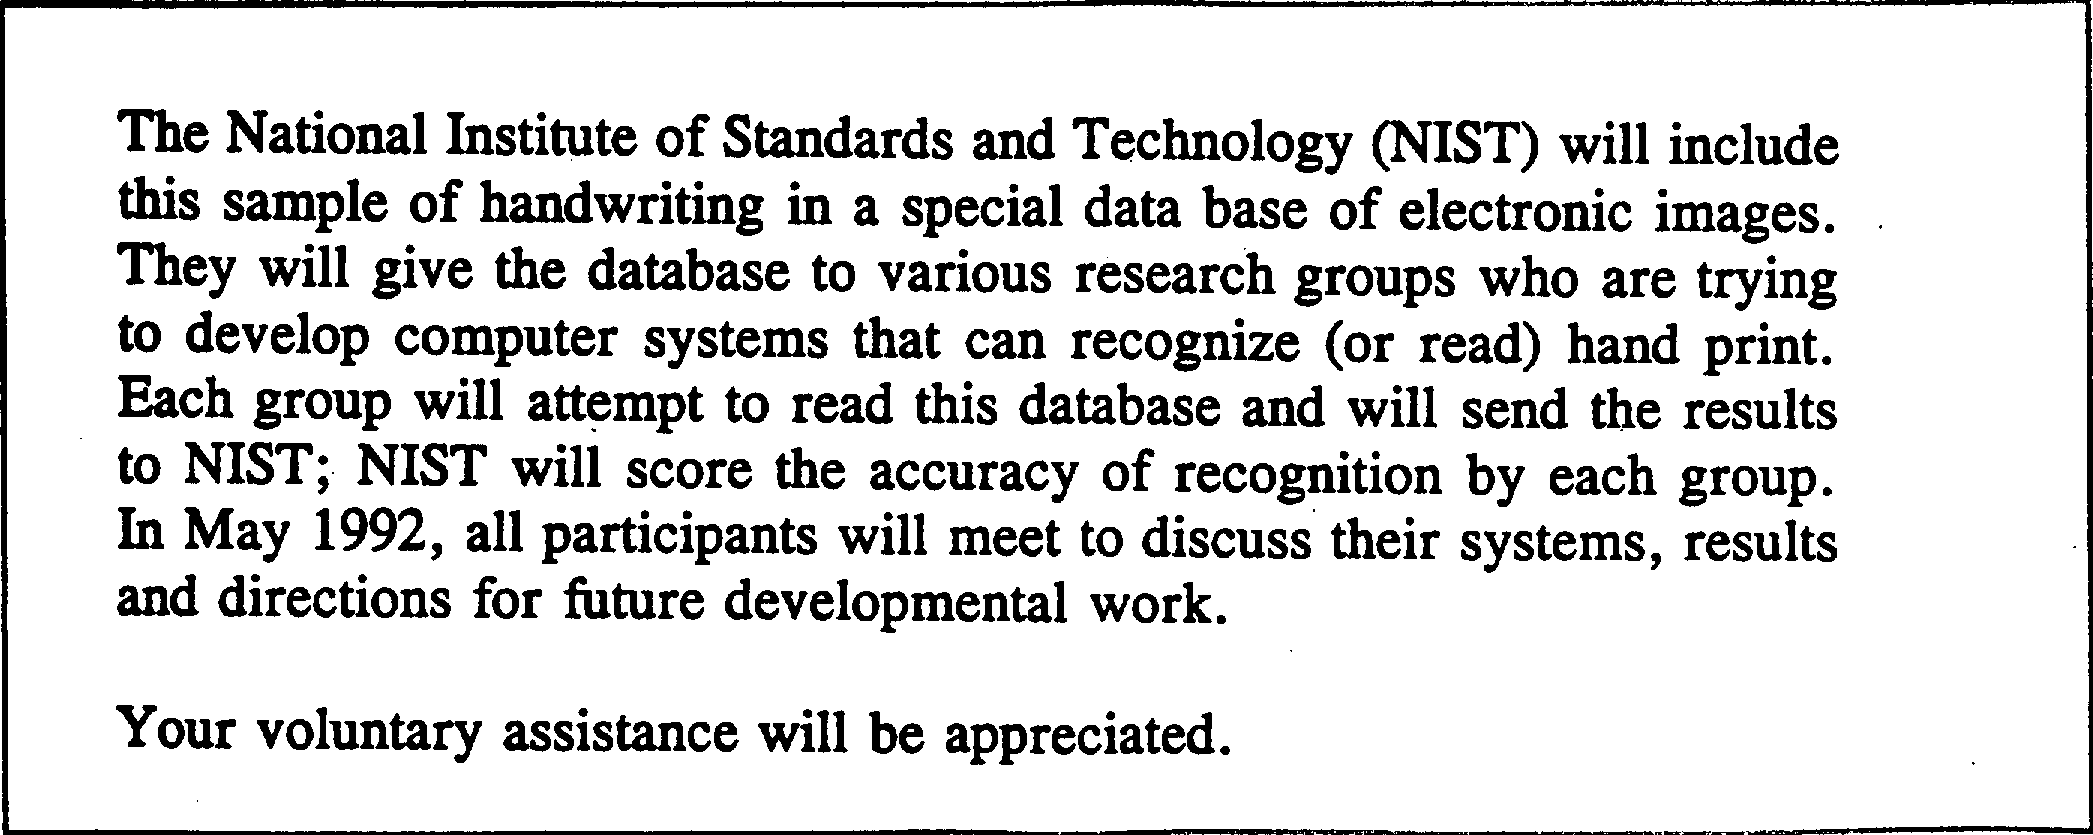 The National Institute of Standards and Technology (NIST) will include
this sample of handwriting in a special data base of electronic images.
They will give the database to various research groups who are trying
to develop computer systems that can recognize (or read) hand print.
Each group will attempt to read this database and will send the results
to NIST; NIST will score the accuracy of recognition by each group.
In May 1992, all participants will meet to discuss their systems, results
and directions for future developmental work.
Your voluntary assistance will be appreciated.